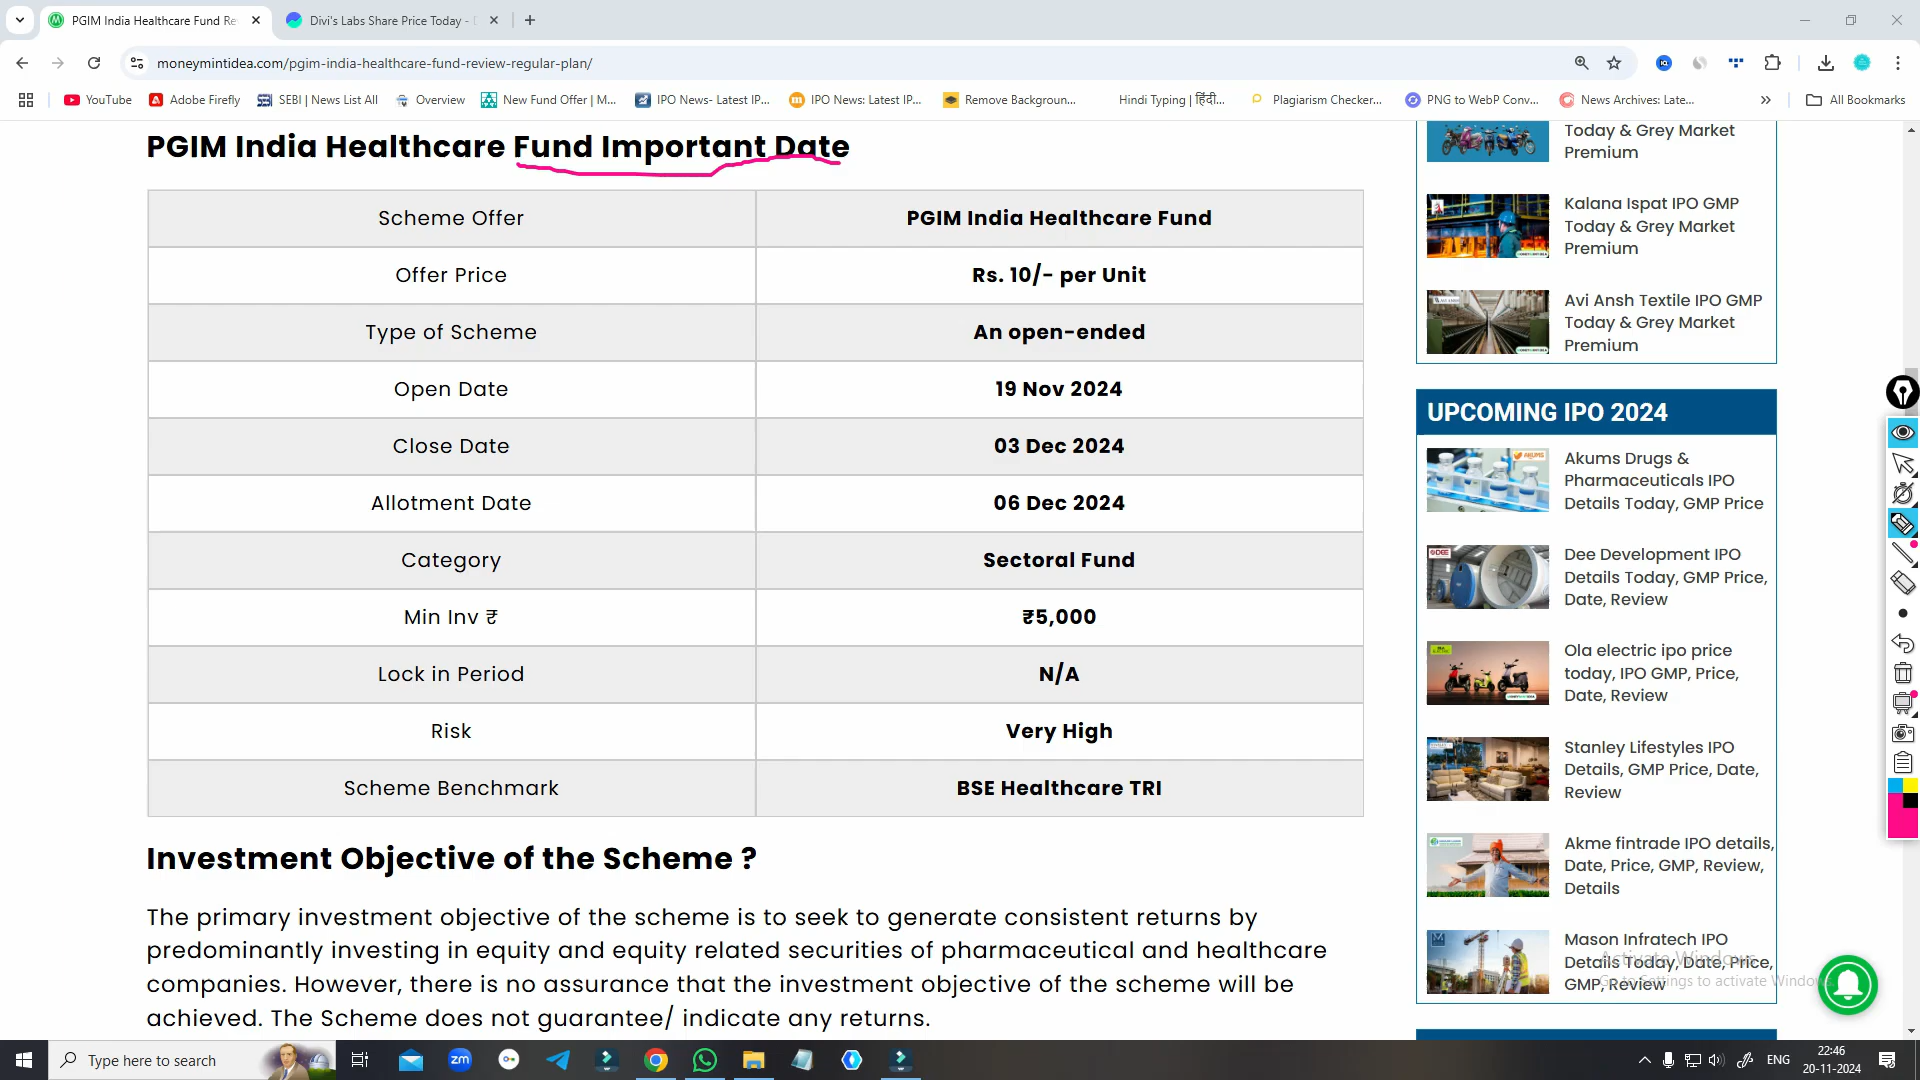 PGIM India Healthcare Fund Re
Divi's Labs Share Price Today -
moneymintidea.com/pgim-india-healthcare-fund-review-regular-plan/
YouTube
Adobe Firefly
SEBI | News List All
Overview
New Fund Offer | M...
IPO News- Latest IP...
IPO News: Latest IP...
Remove Backgroun...
Hindi Typing | हिंदी...
Plagiarism Checker...
PNG to WebP Conv...
News Archives: Late...
All Bookmarks
PGIM India Healthcare Fund Important Date
Scheme Offer PGIM India Healthcare Fund
Offer Price Rs. 10/- per Unit
Type of Scheme An open-ended
Open Date 19 Nov 2024
Close Date 03 Dec 2024
Allotment Date 06 Dec 2024
Category Sectoral Fund
Min Inv ₹ ₹5,000
Lock in Period N/A
Risk Very High
Scheme Benchmark BSE Healthcare TRI
Investment Objective of the Scheme ?
The primary investment objective of the scheme is to seek to generate consistent returns by
predominantly investing in equity and equity related securities of pharmaceutical and healthcare
companies. However, there is no assurance that the investment objective of the scheme will be
achieved. The Scheme does not guarantee/ indicate any returns.
Today & Grey Market
Premium
Kalana Ispat IPO GMP
Today & Grey Market
Premium
Avi Ansh Textile IPO GMP
Today & Grey Market
Premium
UPCOMING IPO 2024
Akums Drugs &
Pharmaceuticals IPO
Details Today, GMP Price
Dee Development IPO
Details Today, GMP Price,
Date, Review
Ola electric ipo price
today, IPO GMP, Price,
Date, Review
Stanley Lifestyles IPO
Details, GMP Price, Date,
Review
Akme fintrade IPO details,
Date, Price, GMP, Review,
Details
Mason Infratech IPO
Details Today, Date, Price,
GMP, Review
Activate Windows
Go to Settings to activate Windows.
Type here to search
zm
ENG
22:46
20-11-2024